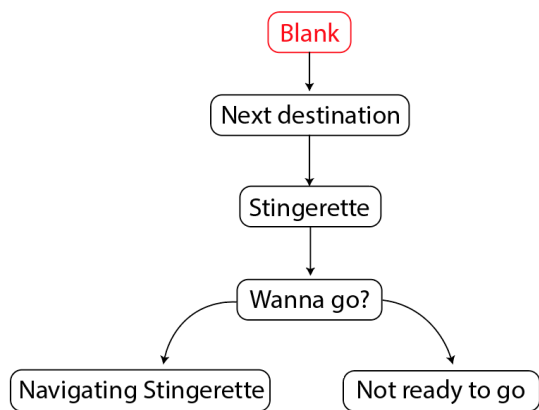 Blank
Next destination
Stingerette
Wanna go?
Navigating Stingerette
Not ready to go